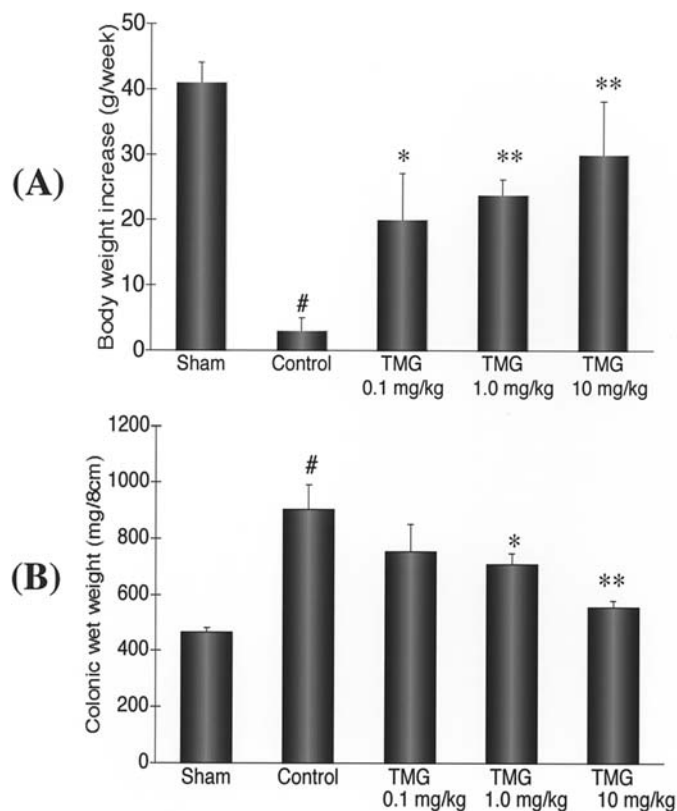 (A)
Body weight increase (g/week)
50
40
30
20
10
0
#
*
**
**
Sham Control TMG TMG TMG
0.1 mg/kg 1.0 mg/kg 10 mg/kg
(B)
Colonic wet weight (mg/8cm)
1200
1000
800
600
400
200
0
#
*
**
Sham Control TMG TMG TMG
0.1 mg/kg 1.0 mg/kg 10 mg/kg